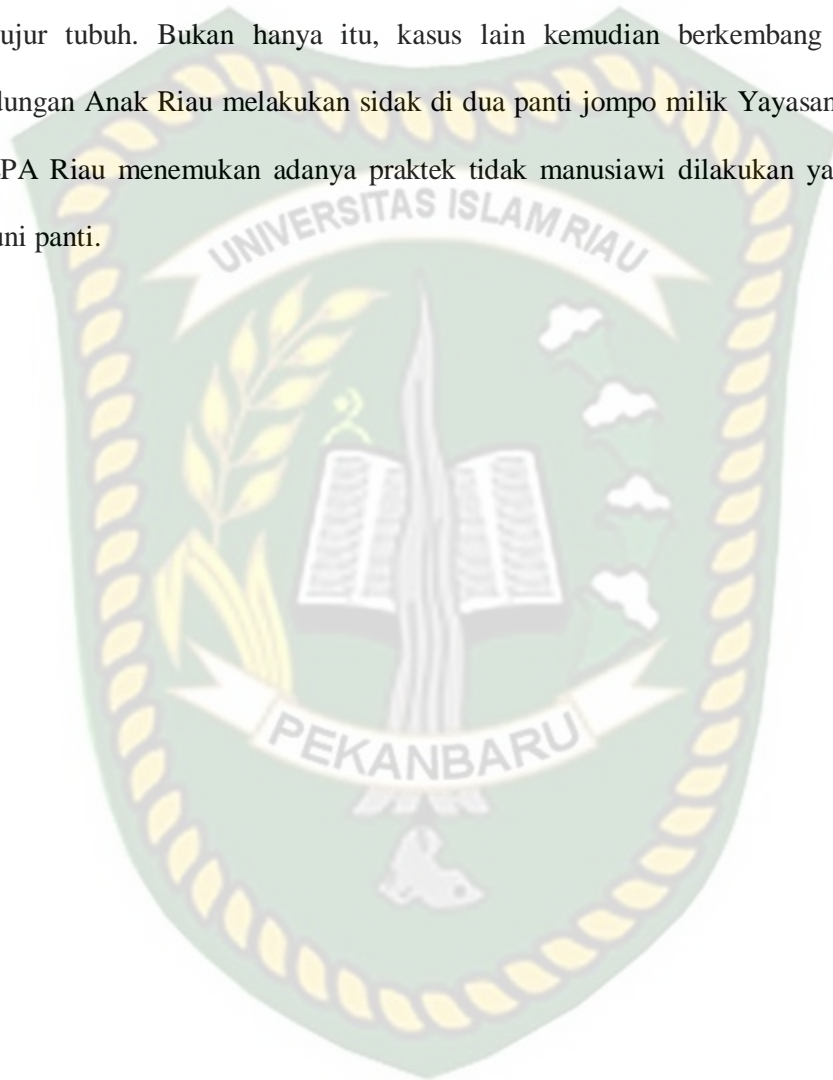 ujur tubuh. Bukan hanya itu, kasus lain kemudian berkembang
dungan Anak Riau melakukan sidak di dua panti jompo milik Yayasan
PA Riau menemukan adanya praktek tidak manusiawi dilakukan ya
uni panti.
UNIVERSITAS ISLAM RIAU
PEKANBARU